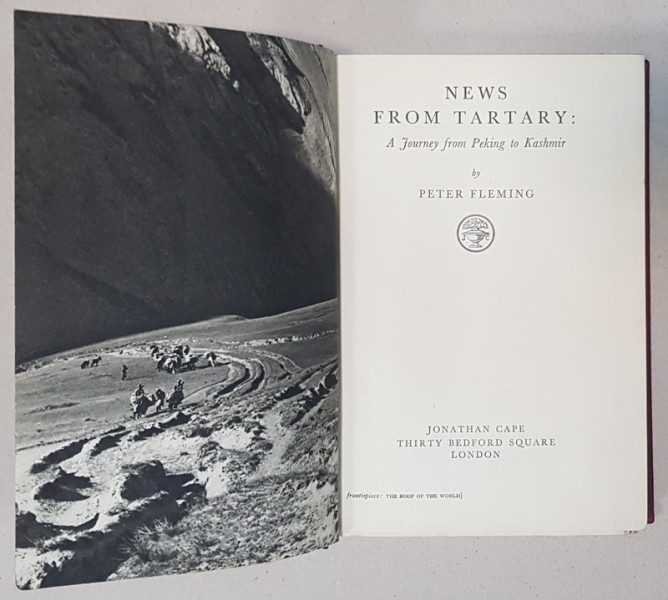 NEWS
FROM TARTARY:
A Journey from Peking to Kashmir
by
PETER FLEMING
JONATHAN CAPE
THIRTY BEDFORD SQUARE
LONDON
frontispiece: THE ROOF OF THE WORLD]